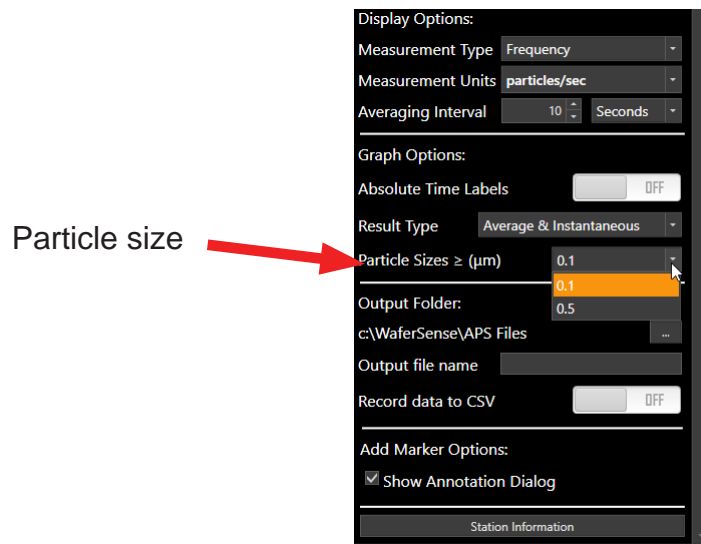 Display Options:
Measurement Type Frequency
Measurement Units particles/sec
Averaging Interval 10 Seconds
Graph Options:
Absolute Time Labels OFF
Result Type Average & Instantaneous
Particle size
Particle Sizes ≥ (µm) 0.1
0.1
0.5
Output Folder:
c:\WaferSense\APS Files ...
Output file name
Record data to CSV OFF
Add Marker Options:
Show Annotation Dialog
Station Information